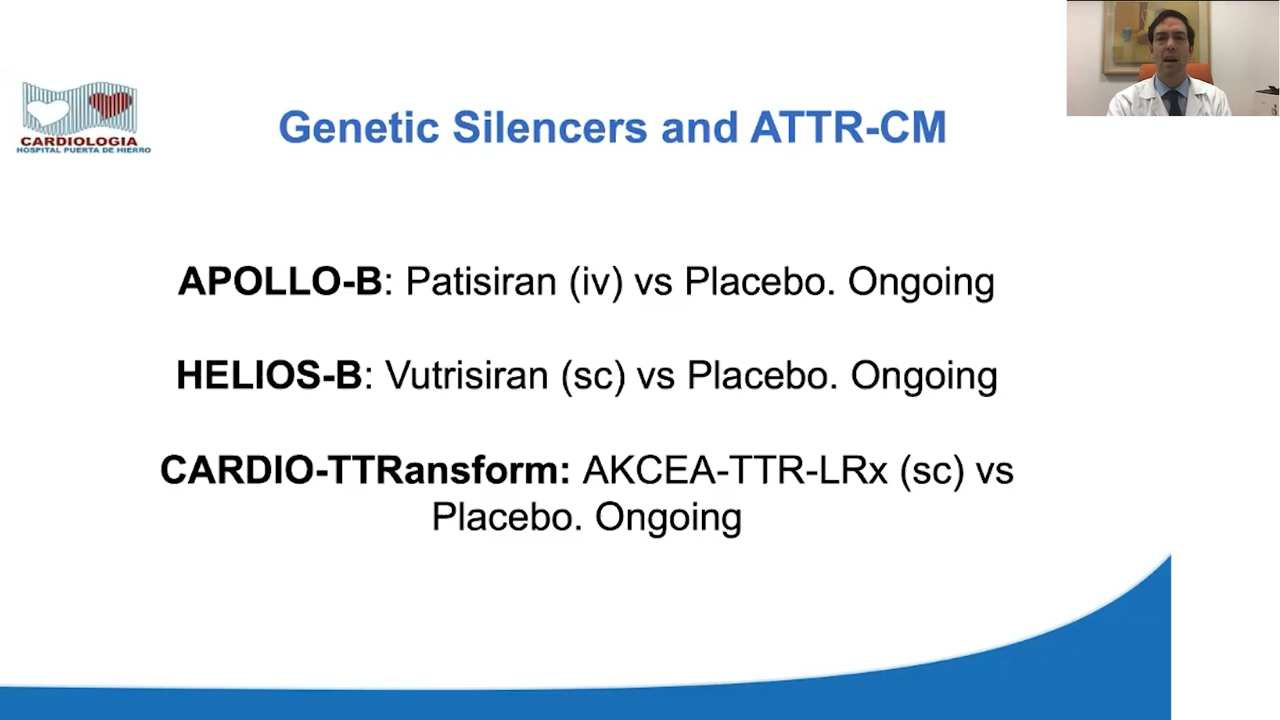 CARDIOLOGIA
HOSPITAL PUERTA DE HIERRO
Genetic Silencers and ATTR-CM
APOLLO-B: Patisiran (iv) vs Placebo. Ongoing
HELIOS-B: Vutrisiran (sc) vs Placebo. Ongoing
CARDIO-TTRansform: AKCEA-TTR-LRx (sc) vs
Placebo. Ongoing